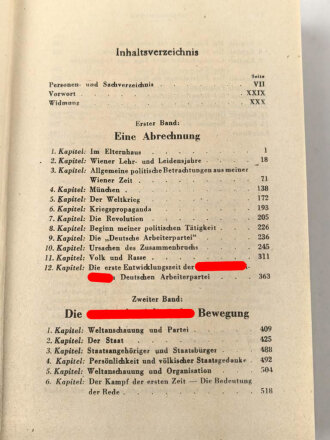 Inhaltsverzeichnis
Seite
Personen- und Sachverzeichnis VII
Vorwort XXIX
Widmung XXX
Erster Band:
Eine Abrechnung
1. Kapitel: Im Elternhaus 1
2. Kapitel: Wiener Lehr- und Leidensjahre 18
3. Kapitel: Allgemeine politische Betrachtungen aus meiner
Wiener Zeit 71
4. Kapitel: München 138
5. Kapitel: Der Weltkrieg 172
6. Kapitel: Kriegspropaganda 193
7. Kapitel: Die Revolution 205
8. Kapitel: Beginn meiner politischen Tätigkeit 226
9. Kapitel: Die „Deutsche Arbeiterpartei“ 236
10. Kapitel: Ursachen des Zusammenbruchs 245
11. Kapitel: Volk und Rasse 311
12. Kapitel: Die erste Entwicklungszeit der
Deutschen Arbeiterpartei 363
Zweiter Band:
Die Bewegung
1. Kapitel: Weltanschauung und Partei 409
2. Kapitel: Der Staat 425
3. Kapitel: Staatsangehöriger und Staatsbürger 488
4. Kapitel: Persönlichkeit und völkischer Staatsgedanke 492
5. Kapitel: Weltanschauung und Organisation 504
6. Kapitel: Der Kampf der ersten Zeit — Die Bedeutung
der Rede 518